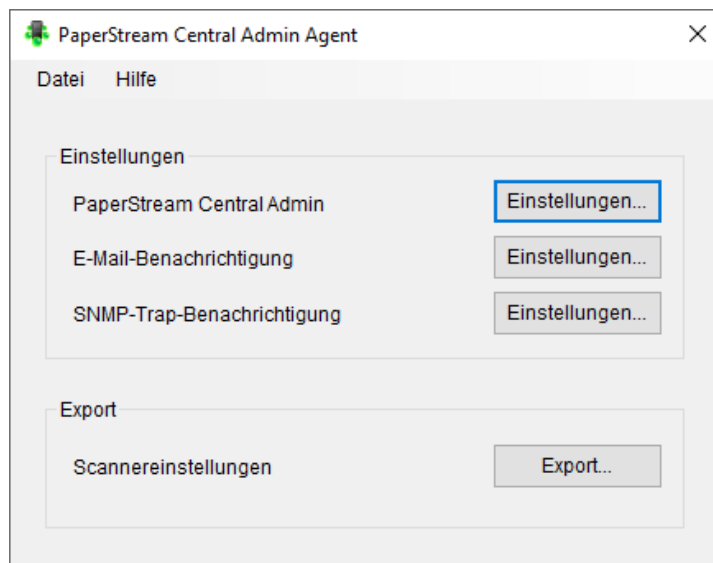 PaperStream Central Admin Agent
Datei Hilfe
Einstellungen
PaperStream Central Admin Einstellungen...
E-Mail-Benachrichtigung Einstellungen...
SNMP-Trap-Benachrichtigung Einstellungen...
Export
Scannereinstellungen Export...